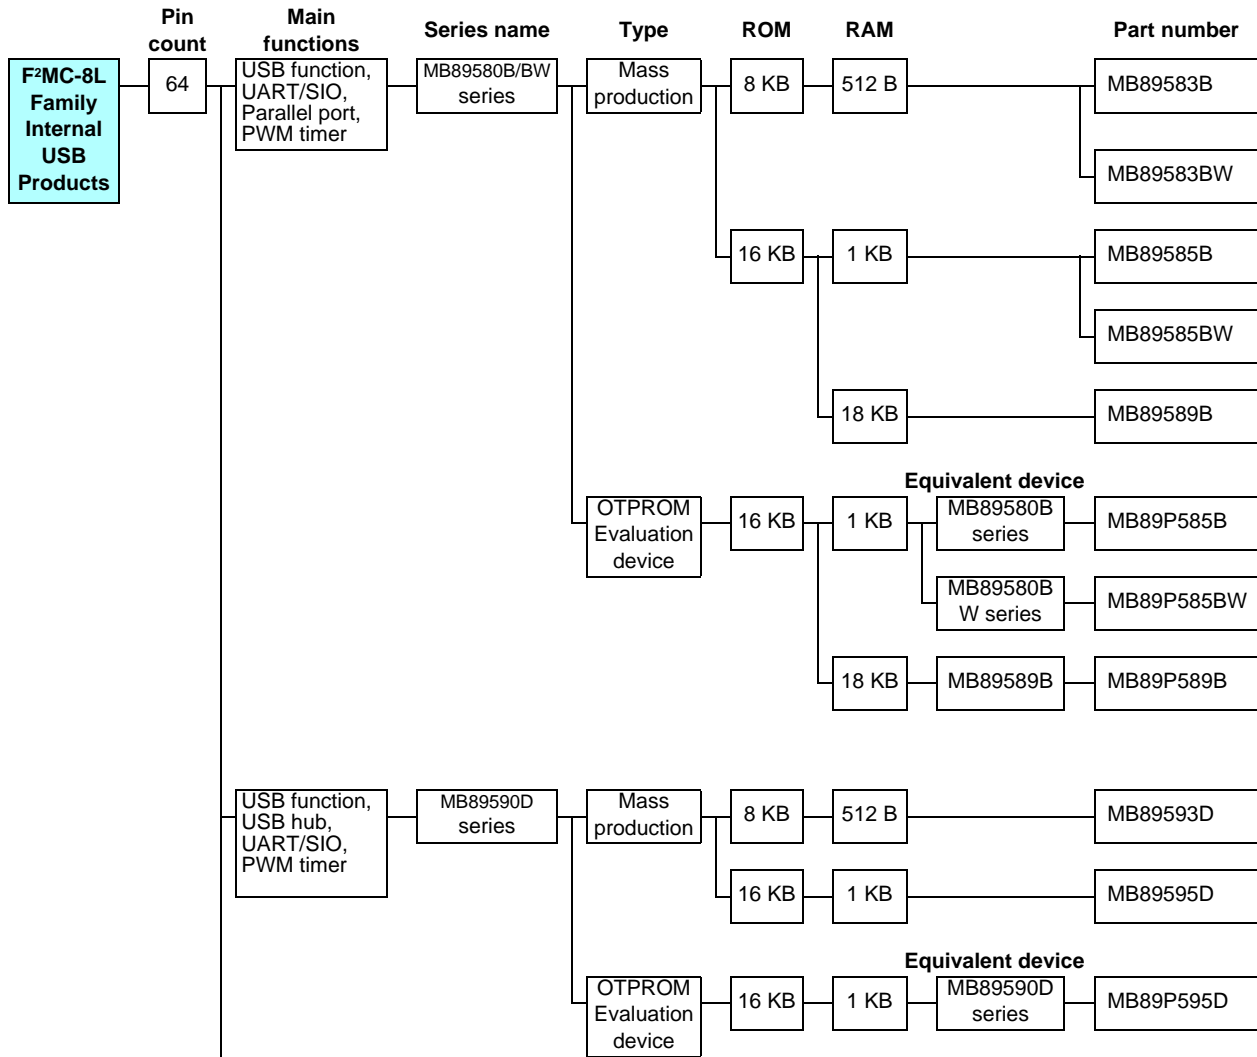 Pin
count
Main
functions
Series name
Type
ROM
RAM
Part number
F²MC-8L
Family
Internal
USB
Products
64
USB function,
UART/SIO,
Parallel port,
PWM timer
MB89580B/BW
series
Mass
production
8 KB
512 B
MB89583B
MB89583BW
16 KB
1 KB
MB89585B
MB89585BW
18 KB
MB89589B
Equivalent device
OTPROM
Evaluation
device
16 KB
1 KB
MB89580B
series
MB89P585B
MB89580B
W series
MB89P585BW
18 KB
MB89589B
MB89P589B
USB function,
USB hub,
UART/SIO,
PWM timer
MB89590D
series
Mass
production
8 KB
512 B
MB89593D
16 KB
1 KB
MB89595D
Equivalent device
OTPROM
Evaluation
device
16 KB
1 KB
MB89590D
series
MB89P595D